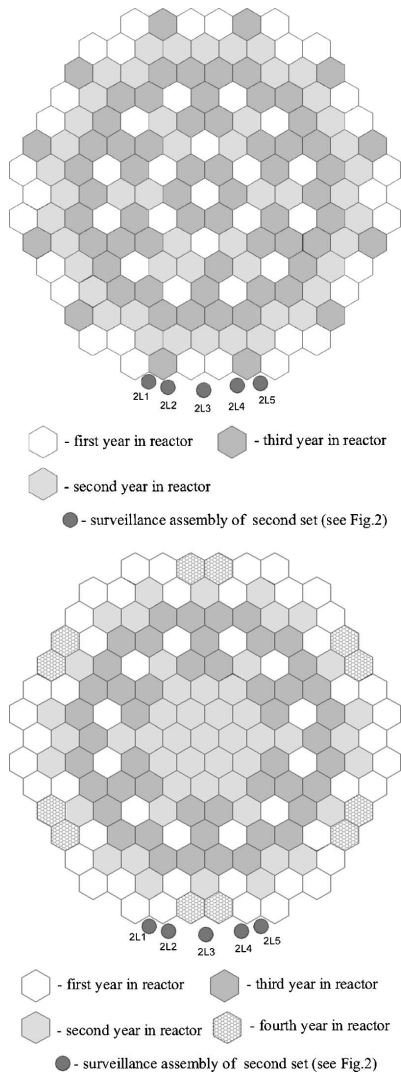 2L1 2L2 2L3 2L4 2L5
- first year in reactor - third year in reactor
- second year in reactor
- surveillance assembly of second set (see Fig.2)
2L1 2L2 2L3 2L4 2L5
- first year in reactor - third year in reactor
- second year in reactor - fourth year in reactor
- surveillance assembly of second set (see Fig.2)